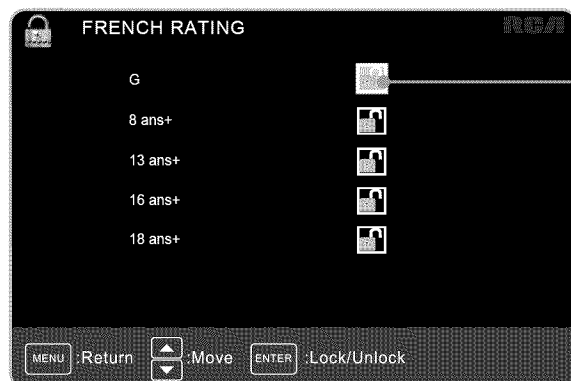 FRENCH RATING RCA
G
8 ans+
13 ans+
16 ans+
18 ans+
MENU :Return :Move ENTER :Lock/Unlock